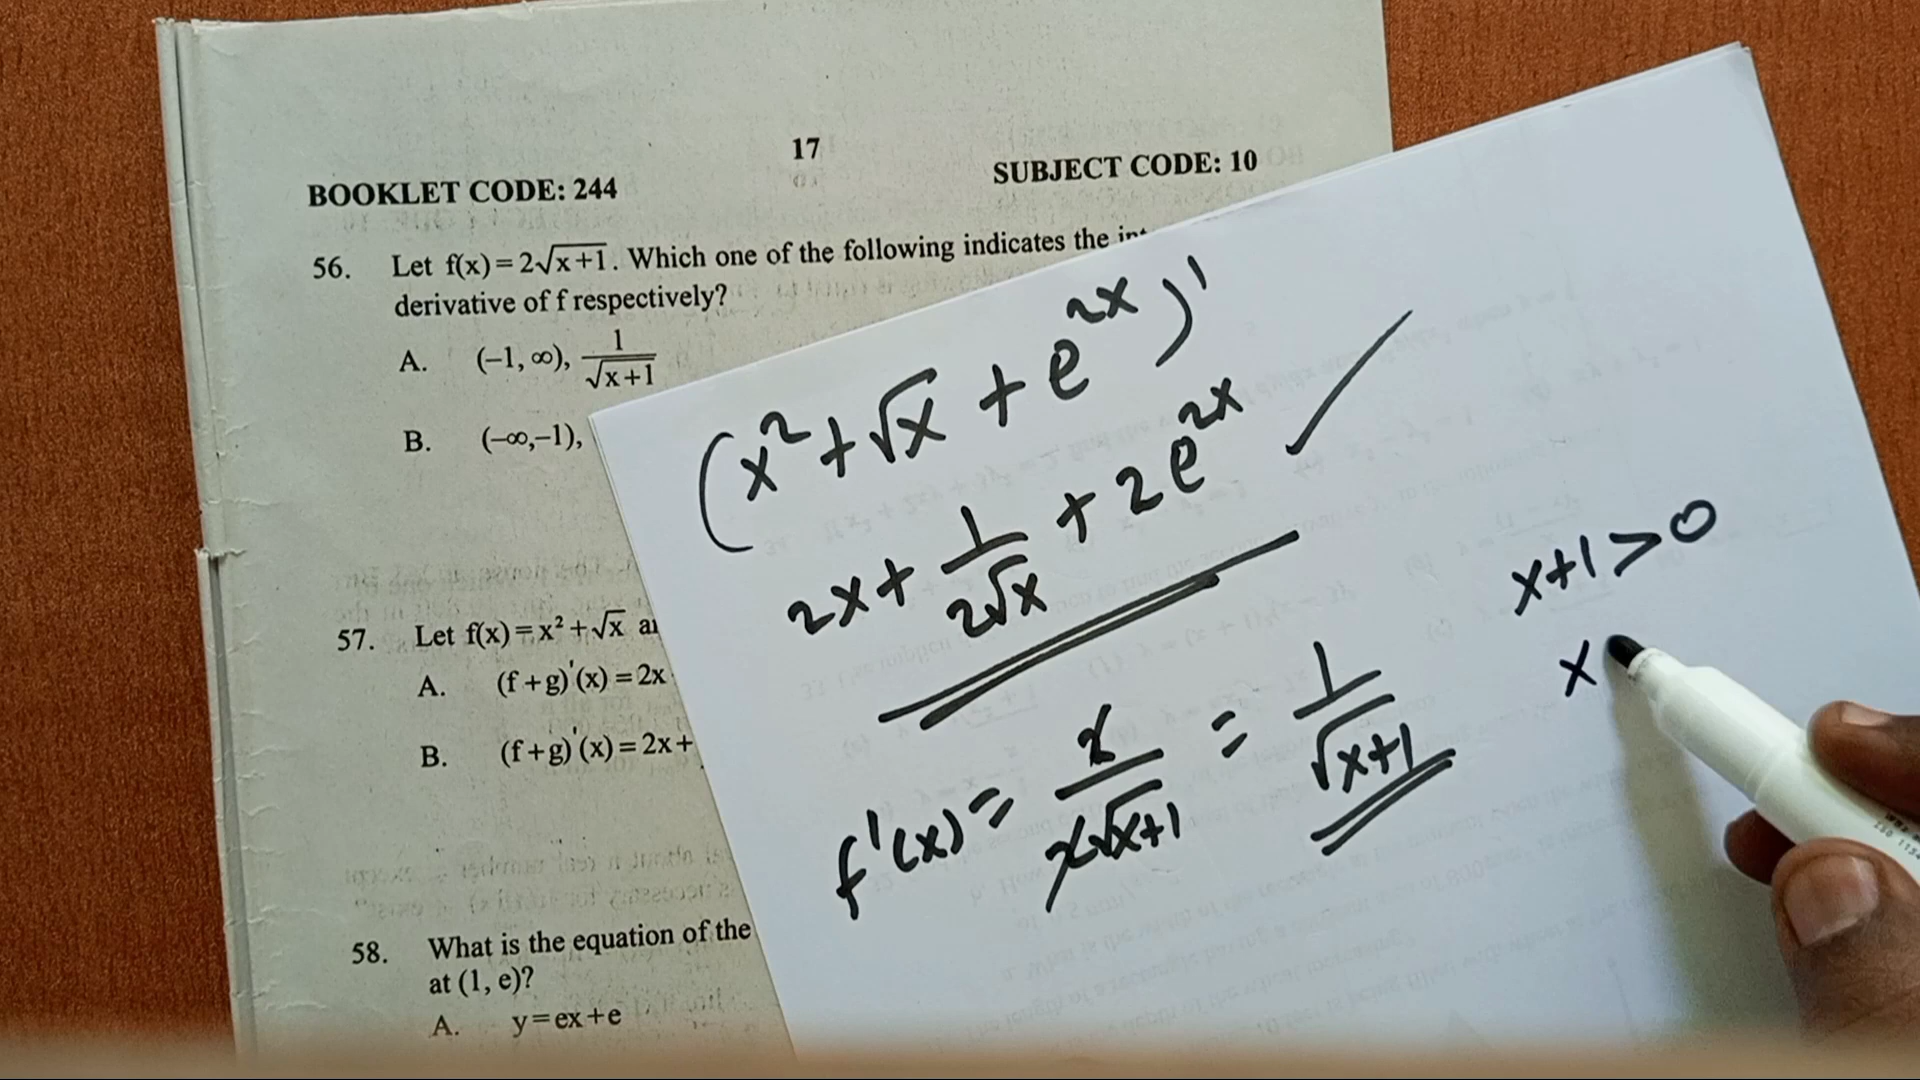 17
BOOKLET CODE: 244
SUBJECT CODE: 10
56. Let f(x)=2√x+1. Which one of the following indicates the
derivative of f respectively?
A. (−1, ∞), 1/√x+1
B. (−∞,−1),
57. Let f(x)=x²+√x
A. (f+g)'(x)=2x
B. (f+g)'(x)=2x+
58. What is the equation of the
at (1, e)?
A. y=ex+e
(x²+√x+e^2x)'
2x+1/2√x+2e^2x
f'(x)=2/2√x+1=1/√x+1
x+1>0
x